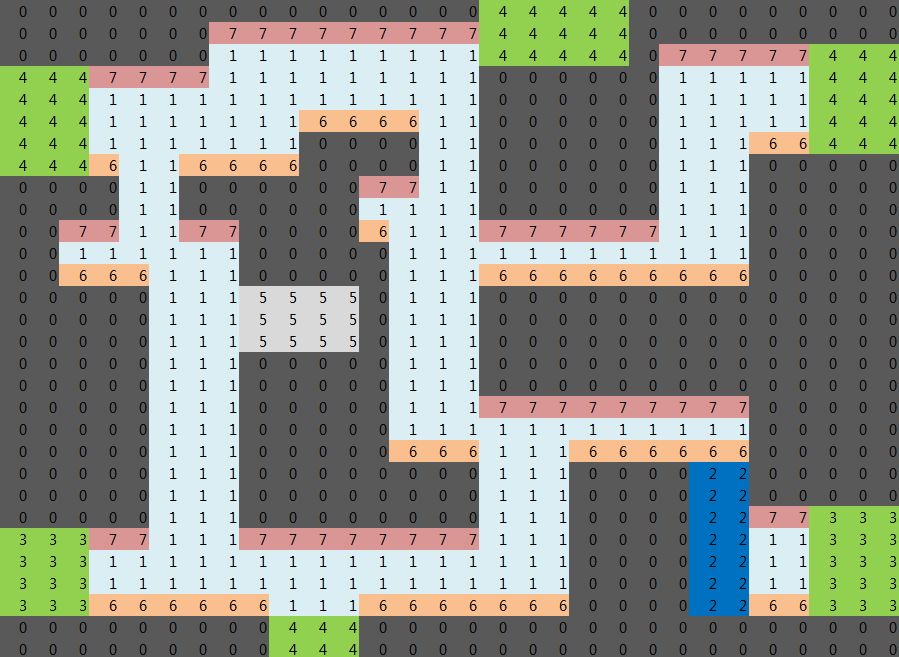 0 0 0 0 0 0 0 0 0 0 0 0 0 0 0 0 4 4 4 4 4 0 0 0 0 0 0 0 0 0
0 0 0 0 0 0 0 7 7 7 7 7 7 7 7 7 4 4 4 4 4 0 0 0 0 0 0 0 0 0
0 0 0 0 0 0 0 1 1 1 1 1 1 1 1 1 4 4 4 4 4 0 7 7 7 7 7 4 4 4
4 4 4 7 7 7 7 1 1 1 1 1 1 1 1 1 0 0 0 0 0 0 1 1 1 1 1 4 4 4
4 4 4 1 1 1 1 1 1 1 1 1 1 1 1 1 0 0 0 0 0 0 1 1 1 1 1 4 4 4
4 4 4 1 1 1 1 1 1 1 6 6 6 6 1 1 0 0 0 0 0 0 1 1 1 1 1 4 4 4
4 4 4 1 1 1 1 1 1 1 0 0 0 0 1 1 0 0 0 0 0 0 1 1 1 6 6 4 4 4
4 4 4 6 1 1 6 6 6 6 0 0 0 0 1 1 0 0 0 0 0 0 1 1 1 0 0 0 0 0
0 0 0 0 1 1 0 0 0 0 0 0 7 7 1 1 0 0 0 0 0 0 1 1 1 0 0 0 0 0
0 0 0 0 1 1 0 0 0 0 0 0 1 1 1 1 0 0 0 0 0 0 1 1 1 0 0 0 0 0
0 0 7 7 1 1 7 7 0 0 0 0 6 1 1 1 7 7 7 7 7 7 1 1 1 0 0 0 0 0
0 0 1 1 1 1 1 1 0 0 0 0 0 1 1 1 1 1 1 1 1 1 1 1 1 0 0 0 0 0
0 0 6 6 6 1 1 1 0 0 0 0 0 1 1 1 6 6 6 6 6 6 6 6 6 0 0 0 0 0
0 0 0 0 0 1 1 1 5 5 5 5 0 1 1 1 0 0 0 0 0 0 0 0 0 0 0 0 0 0
0 0 0 0 0 1 1 1 5 5 5 5 0 1 1 1 0 0 0 0 0 0 0 0 0 0 0 0 0 0
0 0 0 0 0 1 1 1 5 5 5 5 0 1 1 1 0 0 0 0 0 0 0 0 0 0 0 0 0 0
0 0 0 0 0 1 1 1 0 0 0 0 0 1 1 1 0 0 0 0 0 0 0 0 0 0 0 0 0 0
0 0 0 0 0 1 1 1 0 0 0 0 0 1 1 1 0 0 0 0 0 0 0 0 0 0 0 0 0 0
0 0 0 0 0 1 1 1 0 0 0 0 0 1 1 1 7 7 7 7 7 7 7 7 7 0 0 0 0 0
0 0 0 0 0 1 1 1 0 0 0 0 0 1 1 1 1 1 1 1 1 1 1 1 1 0 0 0 0 0
0 0 0 0 0 1 1 1 0 0 0 0 0 6 6 6 1 1 1 6 6 6 6 6 6 0 0 0 0 0
0 0 0 0 0 1 1 1 0 0 0 0 0 0 0 0 1 1 1 0 0 0 0 2 2 0 0 0 0 0
0 0 0 0 0 1 1 1 0 0 0 0 0 0 0 0 1 1 1 0 0 0 0 2 2 0 0 0 0 0
0 0 0 0 0 1 1 1 0 0 0 0 0 0 0 0 1 1 1 0 0 0 0 2 2 7 7 3 3 3
3 3 3 7 7 1 1 1 7 7 7 7 7 7 7 7 1 1 1 0 0 0 0 2 2 1 1 3 3 3
3 3 3 1 1 1 1 1 1 1 1 1 1 1 1 1 1 1 1 0 0 0 0 2 2 1 1 3 3 3
3 3 3 1 1 1 1 1 1 1 1 1 1 1 1 1 1 1 1 0 0 0 0 2 2 1 1 3 3 3
3 3 3 6 6 6 6 6 6 1 1 1 6 6 6 6 6 6 6 0 0 0 0 2 2 6 6 3 3 3
0 0 0 0 0 0 0 0 0 4 4 4 0 0 0 0 0 0 0 0 0 0 0 0 0 0 0 0 0 0
0 0 0 0 0 0 0 0 0 4 4 4 0 0 0 0 0 0 0 0 0 0 0 0 0 0 0 0 0 0